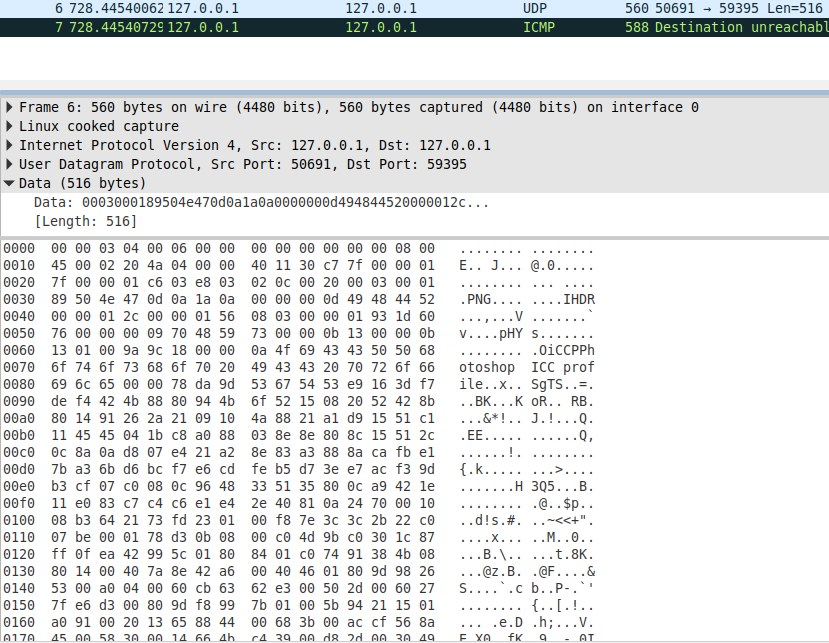 6 728.44540062 127.0.0.1 127.0.0.1 UDP 560 50691 → 59395 Len=516
7 728.44540729 127.0.0.1 127.0.0.1 ICMP 588 Destination unreachabl
Frame 6: 560 bytes on wire (4480 bits), 560 bytes captured (4480 bits) on interface 0
Linux cooked capture
Internet Protocol Version 4, Src: 127.0.0.1, Dst: 127.0.0.1
User Datagram Protocol, Src Port: 50691, Dst Port: 59395
Data (516 bytes)
Data: 0003000189504e470d0a1a0a0000000d494844520000012c...
[Length: 516]
0000 00 00 03 04 00 06 00 00 00 00 00 00 00 00 08 00 ........ ........
0010 45 00 02 20 4a 04 00 00 40 11 30 c7 7f 00 00 01 E.. J... @.0.....
0020 7f 00 00 01 c6 03 e8 03 02 0c 00 20 00 03 00 01 ........ ... ....
0030 89 50 4e 47 0d 0a 1a 0a 00 00 00 0d 49 48 44 52 .PNG.... ....IHDR
0040 00 00 01 2c 00 00 01 56 08 03 00 00 01 93 1d 60 ...,...V .......`
0050 76 00 00 00 09 70 48 59 73 00 00 0b 13 00 00 0b v....pHY s.......
0060 13 01 00 9a 9c 18 00 00 0a 4f 69 43 43 50 50 68 ........ .OiCCPPh
0070 6f 74 6f 73 68 6f 70 20 49 43 43 20 70 72 6f 66 otoshop ICC prof
0080 69 6c 65 00 00 78 da 9d 53 67 54 53 e9 16 3d f7 ile..x.. SgTS..=.
0090 de f4 42 4b 88 80 94 4b 6f 52 15 08 20 52 42 8b ..BK...K oR.. RB.
00a0 80 14 91 26 2a 21 09 10 4a 88 21 a1 d9 15 51 c1 ...&*!.. J.!...Q.
00b0 11 45 45 04 1b c8 a0 88 03 8e 8e 80 8c 15 51 2c .EE..... ......Q,
00c0 0c 8a 0a d8 07 e4 21 a2 8e 83 a3 88 8a ca fb e1 ......!. ........
00d0 7b a3 6b d6 bc f7 e6 cd fe b5 d7 3e e7 ac f3 9d {.k..... ...>....
00e0 b3 cf 07 c0 08 0c 96 48 33 51 35 80 0c a9 42 1e .......H 3Q5...B.
00f0 11 e0 83 c7 c4 c6 e1 e4 2e 40 81 0a 24 70 00 10 ........ .@..$p..
0100 08 b3 64 21 73 fd 23 01 00 f8 7e 3c 3c 2b 22 c0 ..d!s.#. ..~<<+".
0110 07 be 00 01 78 d3 0b 08 00 c0 4d 9b c0 30 1c 87 ....x... ..M..0..
0120 ff 0f ea 42 99 5c 01 80 84 01 c0 74 91 38 4b 08 ...B.\.. ...t.8K.
0130 80 14 00 40 7a 8e 42 a6 00 40 46 01 80 9d 98 26 ...@z.B. .@F....&
0140 53 00 a0 04 00 60 cb 63 62 e3 00 50 2d 00 60 27 S....`.c b..P-.`'
0150 7f e6 d3 00 80 9d f8 99 7b 01 00 5b 94 21 15 01 ........ {..[.!..
0160 a0 91 00 20 13 65 88 44 00 68 3b 00 ac cf 56 8a ... .e.D .h;...V.
0170 45 00 58 30 00 14 66 4b c4 39 00 d8 2d 00 30 49 E.X0..fK .9..-.0I